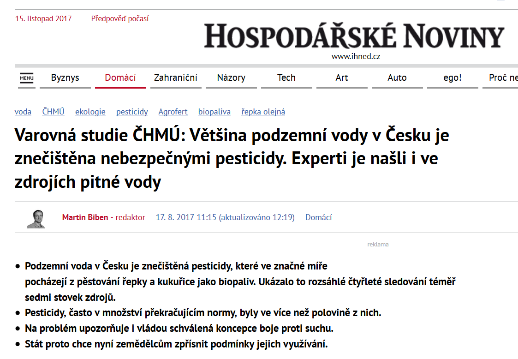 15. listopad 2017 Předpověd počasí
HOSPODÁŘSKÉ NOVINY
www.ihned.cz
MENU Byznys Domácí Zahraniční Názory Tech Art Auto ego! Proč ne
voda ČHMÚ ekologie pesticidy Agrofert biopaliva řepka olejná
Varovná studie ČHMÚ: Většina podzemní vody v Česku je
znečištěna nebezpečnými pesticidy. Experti je našli i ve
zdrojích pitné vody
Martin Biben - redaktor 17. 8. 2017 11:15 (aktualizováno 12:19) Domácí
reklama
• Podzemní voda v Česku je znečištěná pesticidy, které ve značné míře
pocházejí z pěstování řepky a kukuřice jako biopaliv. Ukázalo to rozsáhlé čtyřleté sledování téměř
sedmi stovek zdrojů.
• Pesticidy, často v množství překračujícím normy, byly ve více než polovině z nich.
• Na problém upozorňuje i vládou schválená koncepce boje proti suchu.
• Stát proto chce nyní zemědělcům zpřísnit podmínky jejich využívání.